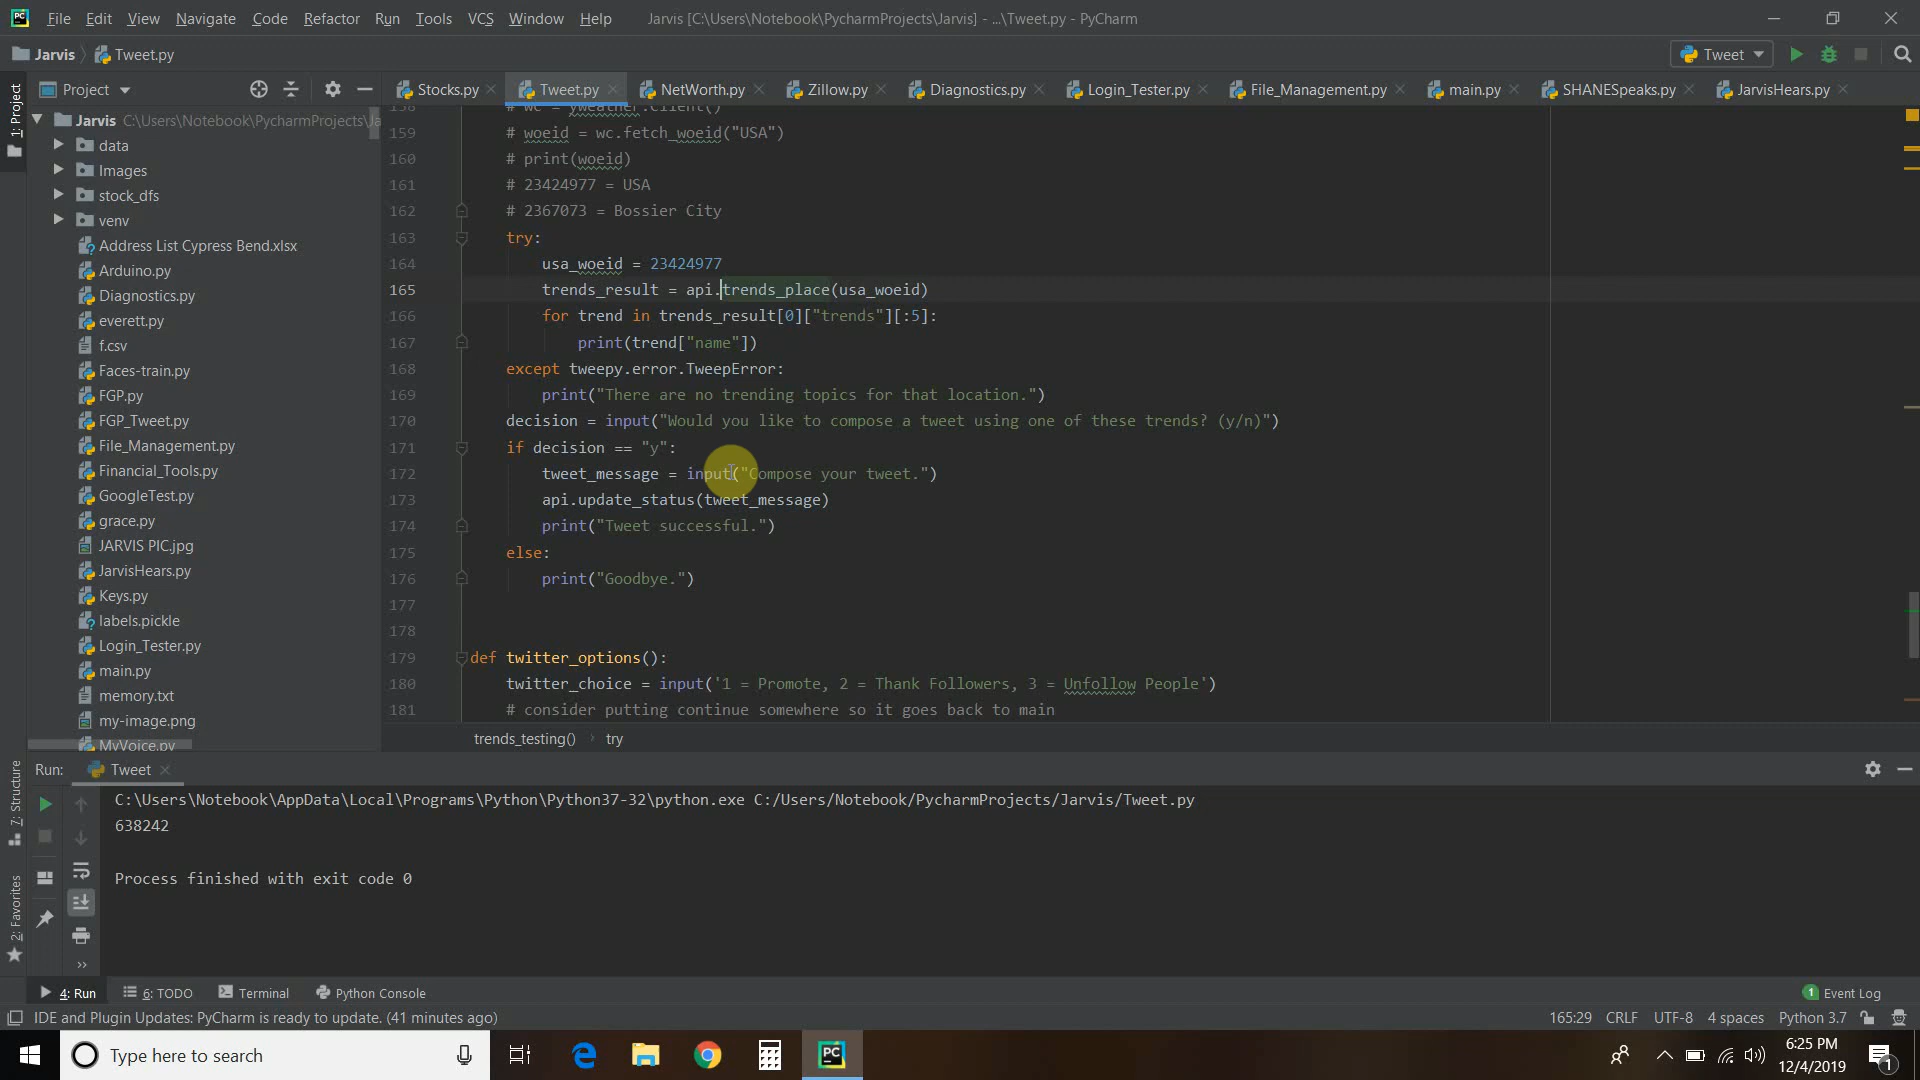 File Edit View Navigate Code Refactor Run Tools VCS Window Help Jarvis [C:\Users\Notebook\PycharmProjects\Jarvis] - ...\Tweet.py - PyCharm
Jarvis Tweet.py Tweet
Project Stocks.py Tweet.py NetWorth.py Zillow.py Diagnostics.py Login_Tester.py File_Management.py main.py SHANESpeaks.py JarvisHears.py
1: Project
Jarvis C:\Users\Notebook\PycharmProjects\Ja
data
Images
stock_dfs
venv
Address List Cypress Bend.xlsx
Arduino.py
Diagnostics.py
everett.py
f.csv
Faces-train.py
FGP.py
FGP_Tweet.py
File_Management.py
Financial_Tools.py
GoogleTest.py
grace.py
JARVIS PIC.jpg
JarvisHears.py
Keys.py
labels.pickle
Login_Tester.py
main.py
memory.txt
my-image.png
MyVoice.py
158 # wc = yweather.Client()
159 # woeid = wc.fetch_woeid("USA")
160 # print(woeid)
161 # 23424977 = USA
162 # 2367073 = Bossier City
163 try:
164 usa_woeid = 23424977
165 trends_result = api.trends_place(usa_woeid)
166 for trend in trends_result[0]["trends"][:5]:
167 print(trend["name"])
168 except tweepy.error.TweepError:
169 print("There are no trending topics for that location.")
170 decision = input("Would you like to compose a tweet using one of these trends? (y/n)")
171 if decision == "y":
172 tweet_message = input("Compose your tweet.")
173 api.update_status(tweet_message)
174 print("Tweet successful.")
175 else:
176 print("Goodbye.")
177
178
179 def twitter_options():
180 twitter_choice = input('1 = Promote, 2 = Thank Followers, 3 = Unfollow People')
181 # consider putting continue somewhere so it goes back to main
trends_testing() › try
7: Structure
2: Favorites
Run: Tweet
C:\Users\Notebook\AppData\Local\Programs\Python\Python37-32\python.exe C:/Users/Notebook/PycharmProjects/Jarvis/Tweet.py
638242
Process finished with exit code 0
4: Run 6: TODO Terminal Python Console 1 Event Log
IDE and Plugin Updates: PyCharm is ready to update. (41 minutes ago) 165:29 CRLF UTF-8 4 spaces Python 3.7
Type here to search
6:25 PM
12/4/2019
1